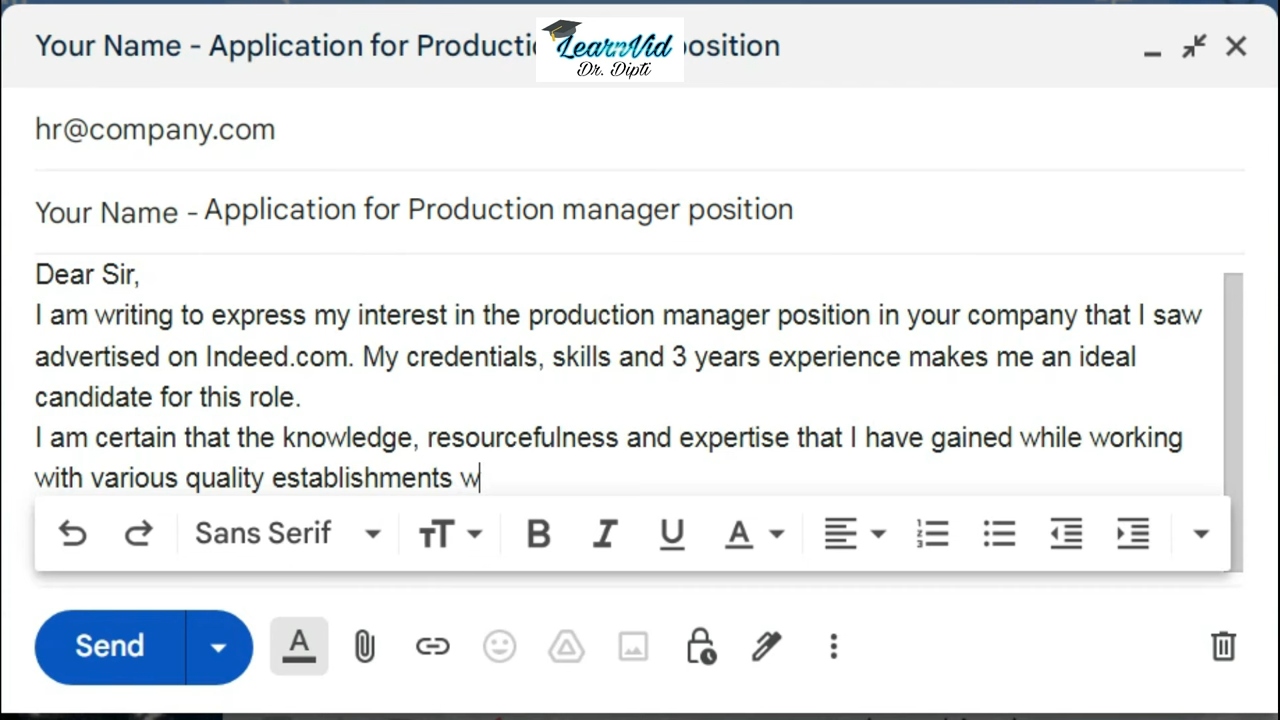 Your Name - Application for Producti osition
LearnVid
Dr. Dipti
hr@company.com
Your Name - Application for Production manager position
Dear Sir,
I am writing to express my interest in the production manager position in your company that I saw
advertised on Indeed.com. My credentials, skills and 3 years experience makes me an ideal
candidate for this role.
I am certain that the knowledge, resourcefulness and expertise that I have gained while working
with various quality establishments w
Sans Serif
Send